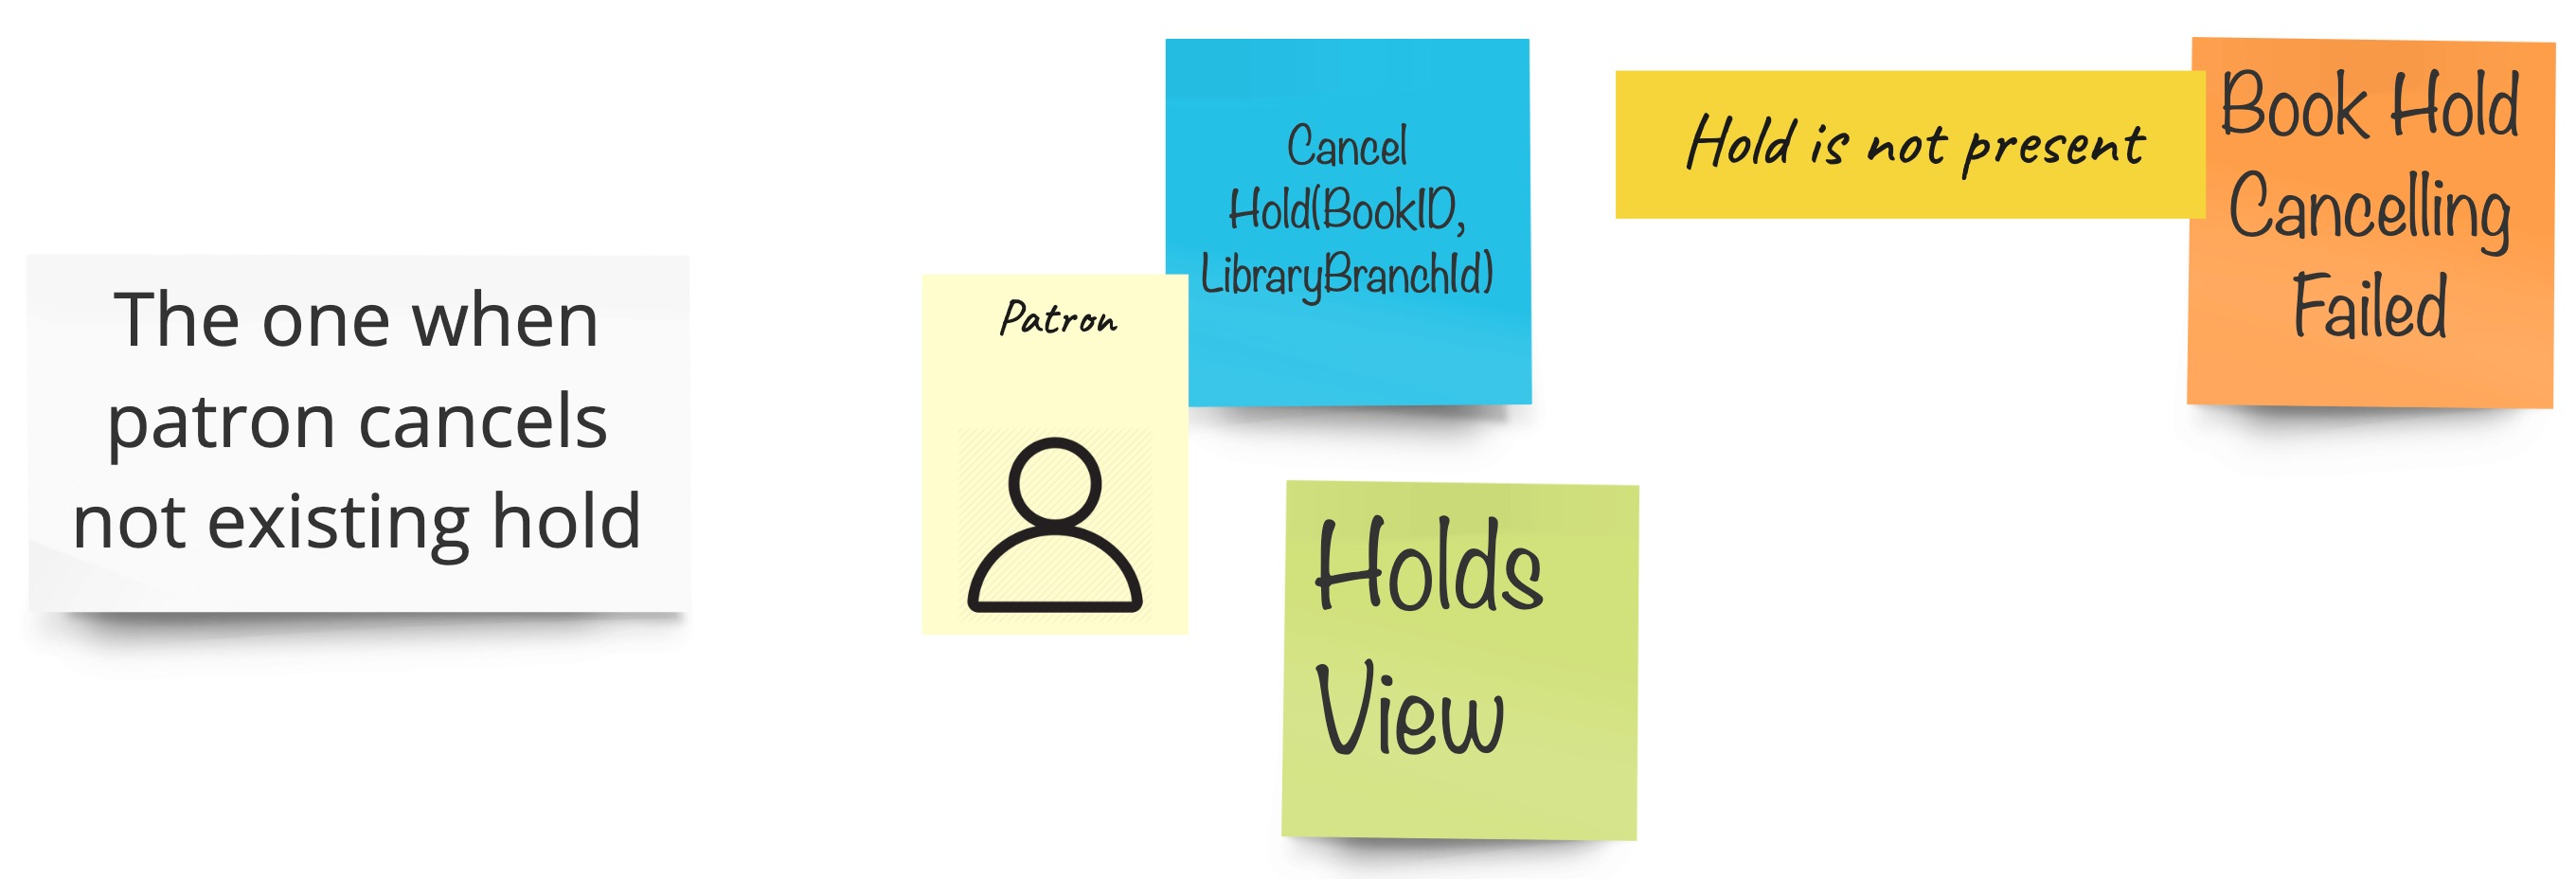 The one when
patron cancels
not existing hold
Patron
Cancel
Hold(BookID,
LibraryBranchId)
Holds
View
Hold is not present
Book Hold
Cancelling
Failed